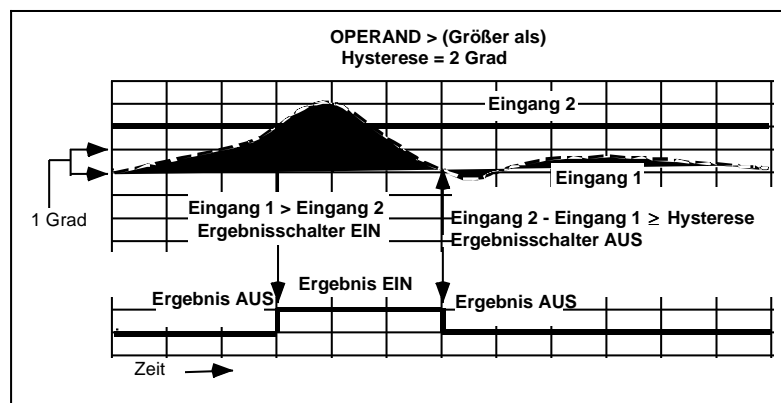 OPERAND > (Größer als)
Hysterese = 2 Grad
Eingang 2
Eingang 1
1 Grad
Eingang 1 > Eingang 2
Ergebnisschalter EIN
Eingang 2 - Eingang 1 ≥ Hysterese
Ergebnisschalter AUS
Ergebnis AUS
Ergebnis EIN
Ergebnis AUS
Zeit